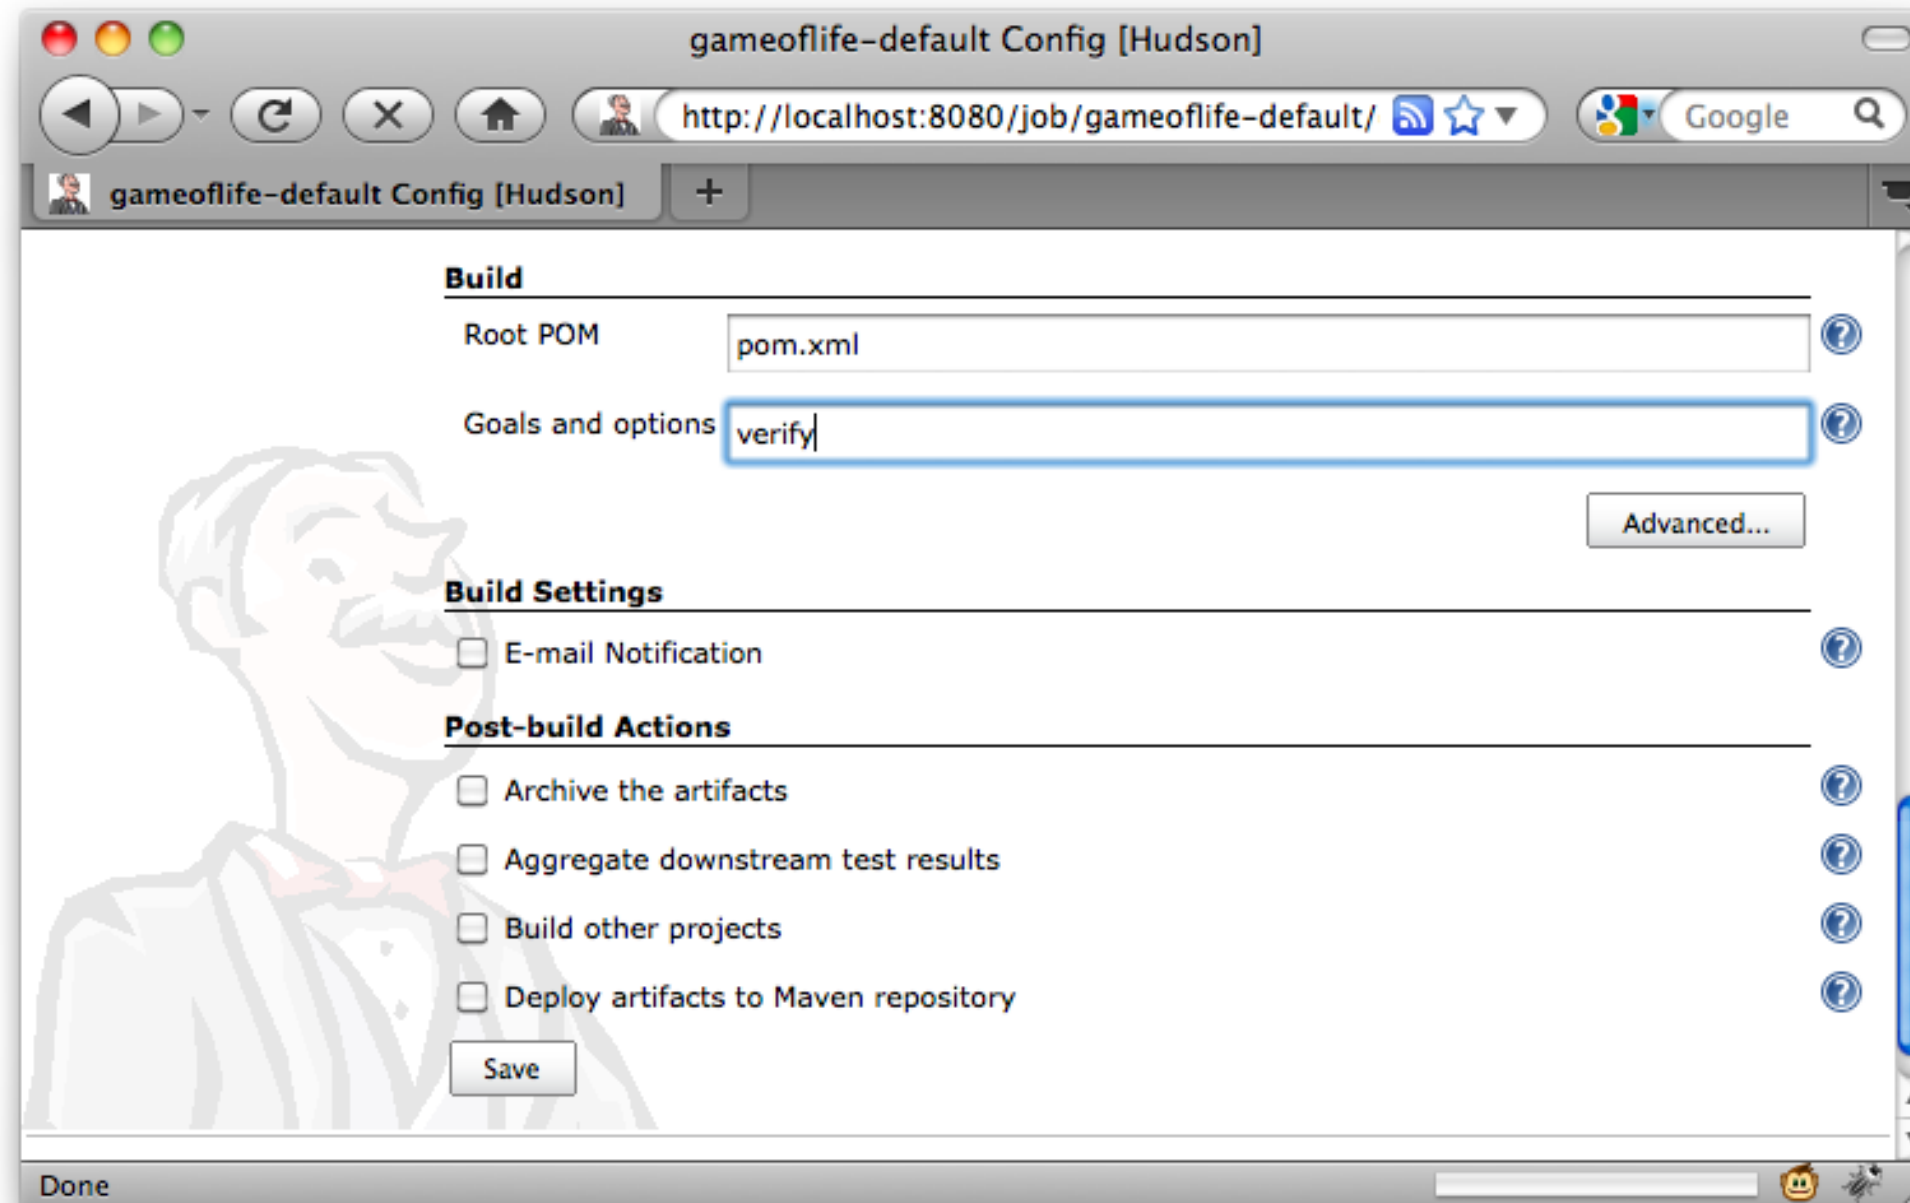 gameoflife-default Config [Hudson]
http://localhost:8080/job/gameoflife-default/
Google
gameoflife-default Config [Hudson]
+
Build
Root POM
pom.xml
Goals and options
verify
Advanced...
Build Settings
E-mail Notification
Post-build Actions
Archive the artifacts
Aggregate downstream test results
Build other projects
Deploy artifacts to Maven repository
Save
Done